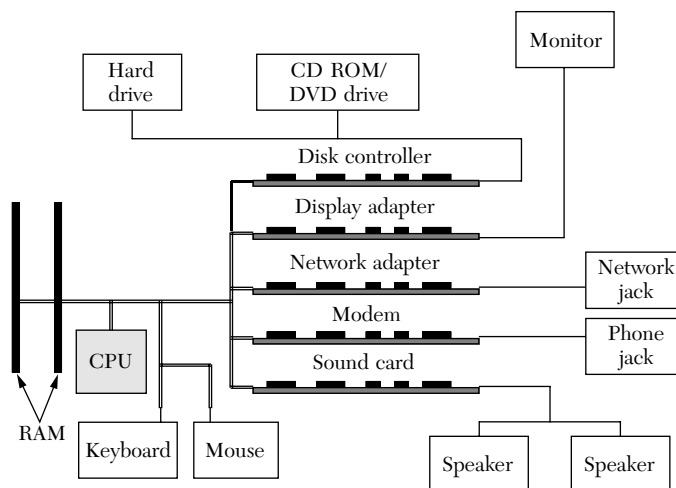 Monitor
Hard
drive
CD ROM/
DVD drive
Disk controller
Display adapter
Network adapter
Network
jack
Modem
Phone
jack
CPU
Sound card
RAM
Keyboard
Mouse
Speaker
Speaker